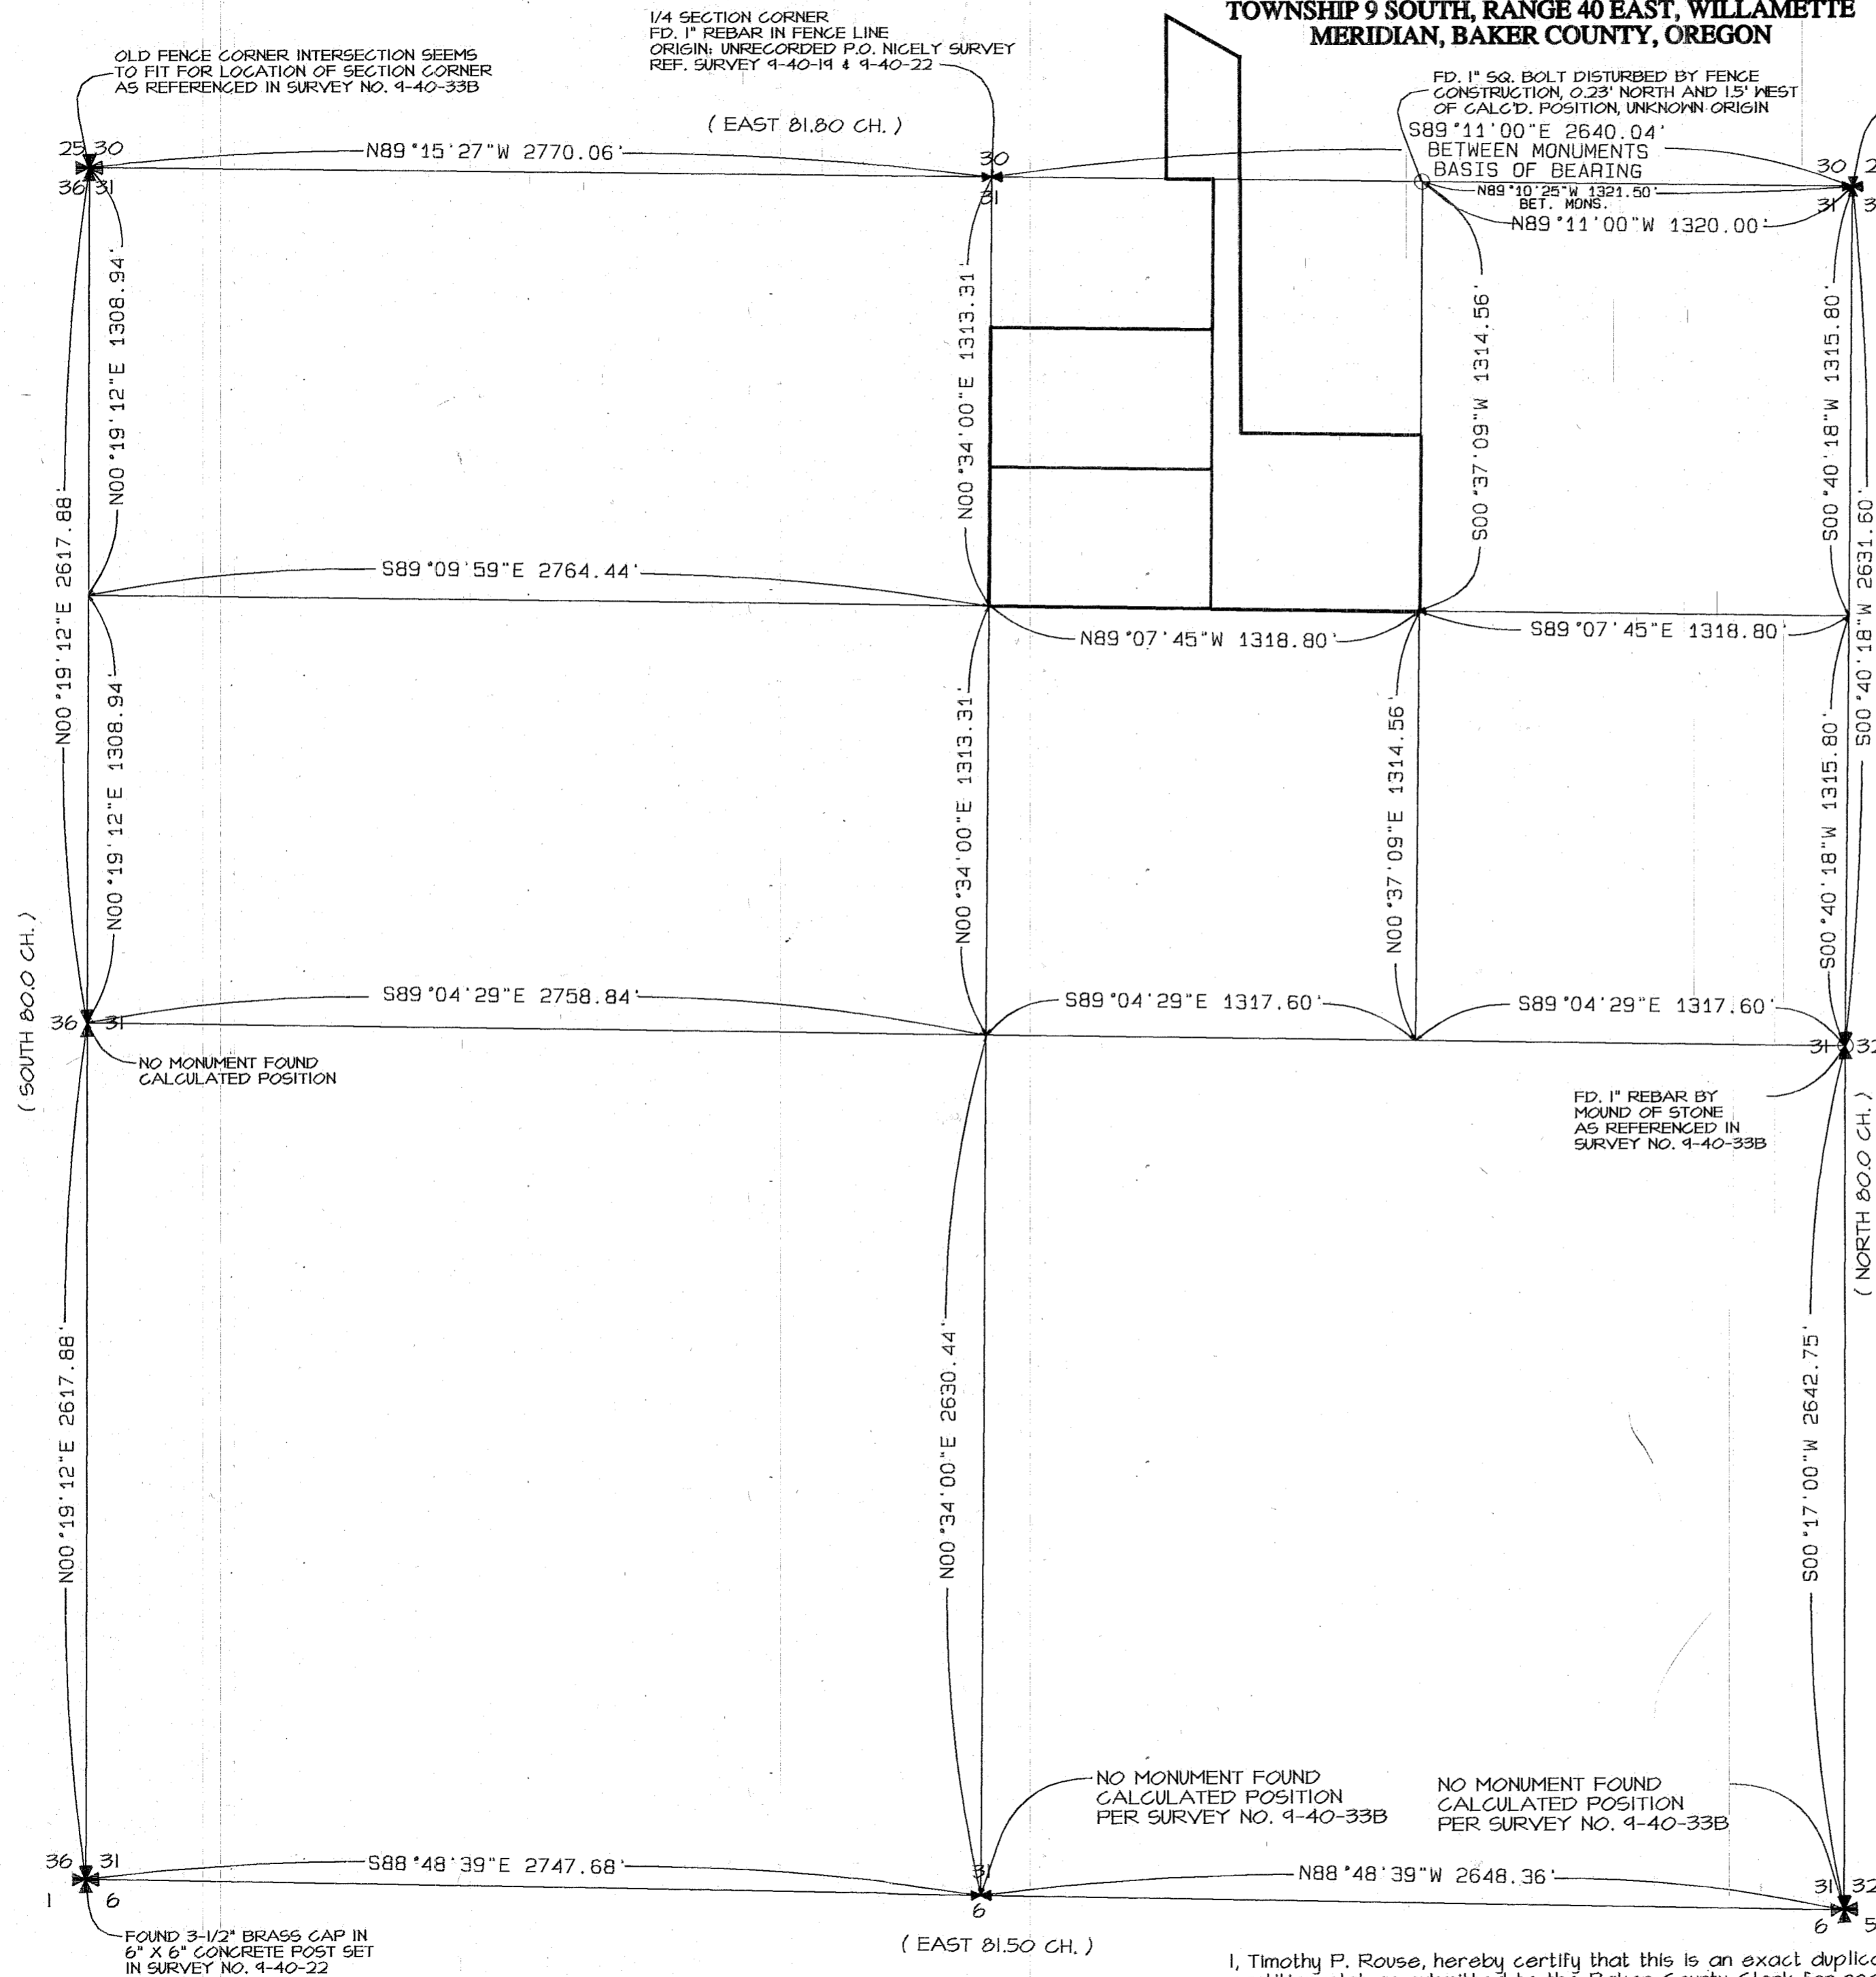 TOWNSHIP 9 SOUTH, RANGE 40 EAST, WILLAMETTE
MERIDIAN, BAKER COUNTY, OREGON
1/4 SECTION CORNER
FD. 1" REBAR IN FENCE LINE
ORIGIN: UNRECORDED P.O. NICELY SURVEY
REF. SURVEY 9-40-19 & 9-40-22
OLD FENCE CORNER INTERSECTION SEEMS
TO FIT FOR LOCATION OF SECTION CORNER
AS REFERENCED IN SURVEY NO. 9-40-33B
FD. 1" SQ. BOLT DISTURBED BY FENCE
CONSTRUCTION, 0.23' NORTH AND 1.5' WEST
OF CALC'D. POSITION, UNKNOWN ORIGIN
( EAST 81.80 CH. )
S89°11'00"E 2640.04'
BETWEEN MONUMENTS
BASIS OF BEARING
N89°10'25"W 1321.50'
BET. MONS.
N89°11'00"W 1320.00'
25 30
36 31
N89°15'27"W 2770.06'
30
31
30 2
31 3
N00°19'12"E 2617.88'
N00°19'12"E 1308.94'
N00°34'00"E 1313.31'
S00°37'09"W 1314.56'
S00°40'18"W 1315.80'
S00°40'18"W 2631.60'
S89°09'59"E 2764.44'
N89°07'45"W 1318.80'
S89°07'45"E 1318.80'
N00°19'12"E 1308.94'
N00°34'00"E 1313.31'
N00°37'09"E 1314.56'
S00°40'18"W 1315.80'
( SOUTH 80.0 CH. )
S89°04'29"E 2758.84'
S89°04'29"E 1317.60'
S89°04'29"E 1317.60'
36 31
31 32
NO MONUMENT FOUND
CALCULATED POSITION
FD. 1" REBAR BY
MOUND OF STONE
AS REFERENCED IN
SURVEY NO. 9-40-33B
( NORTH 80.0 CH. )
N00°19'12"E 2617.88'
N00°34'00"E 2630.44'
S00°17'00"W 2642.75'
NO MONUMENT FOUND
CALCULATED POSITION
PER SURVEY NO. 9-40-33B
NO MONUMENT FOUND
CALCULATED POSITION
PER SURVEY NO. 9-40-33B
36 31
1 6
S88°48'39"E 2747.68'
31
6
N88°48'39"W 2648.36'
31 32
6 5
FOUND 3-1/2" BRASS CAP IN
6" X 6" CONCRETE POST SET
IN SURVEY NO. 9-40-22
( EAST 81.50 CH. )
I, Timothy P. Rouse, hereby certify that this is an exact duplica